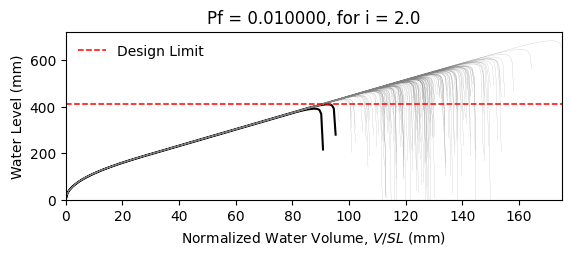 Pf = 0.010000, for i = 2.0
Design Limit
Water Level (mm)
600
400
200
0
0 20 40 60 80 100 120 140 160
Normalized Water Volume, V/SL (mm)